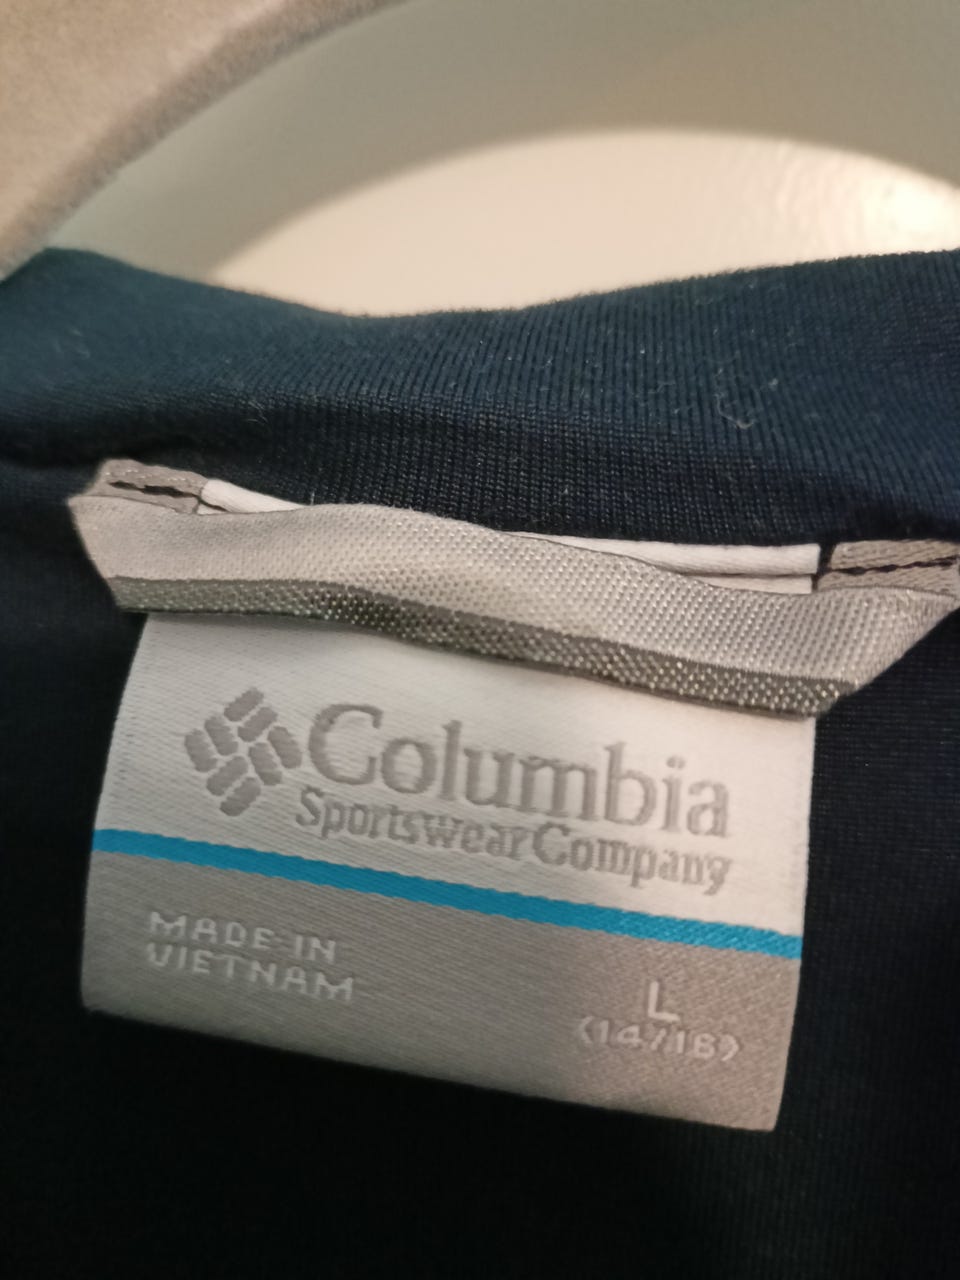 Columbia
Sportswear Company
MADE IN
VIETNAM
L
(14/16)